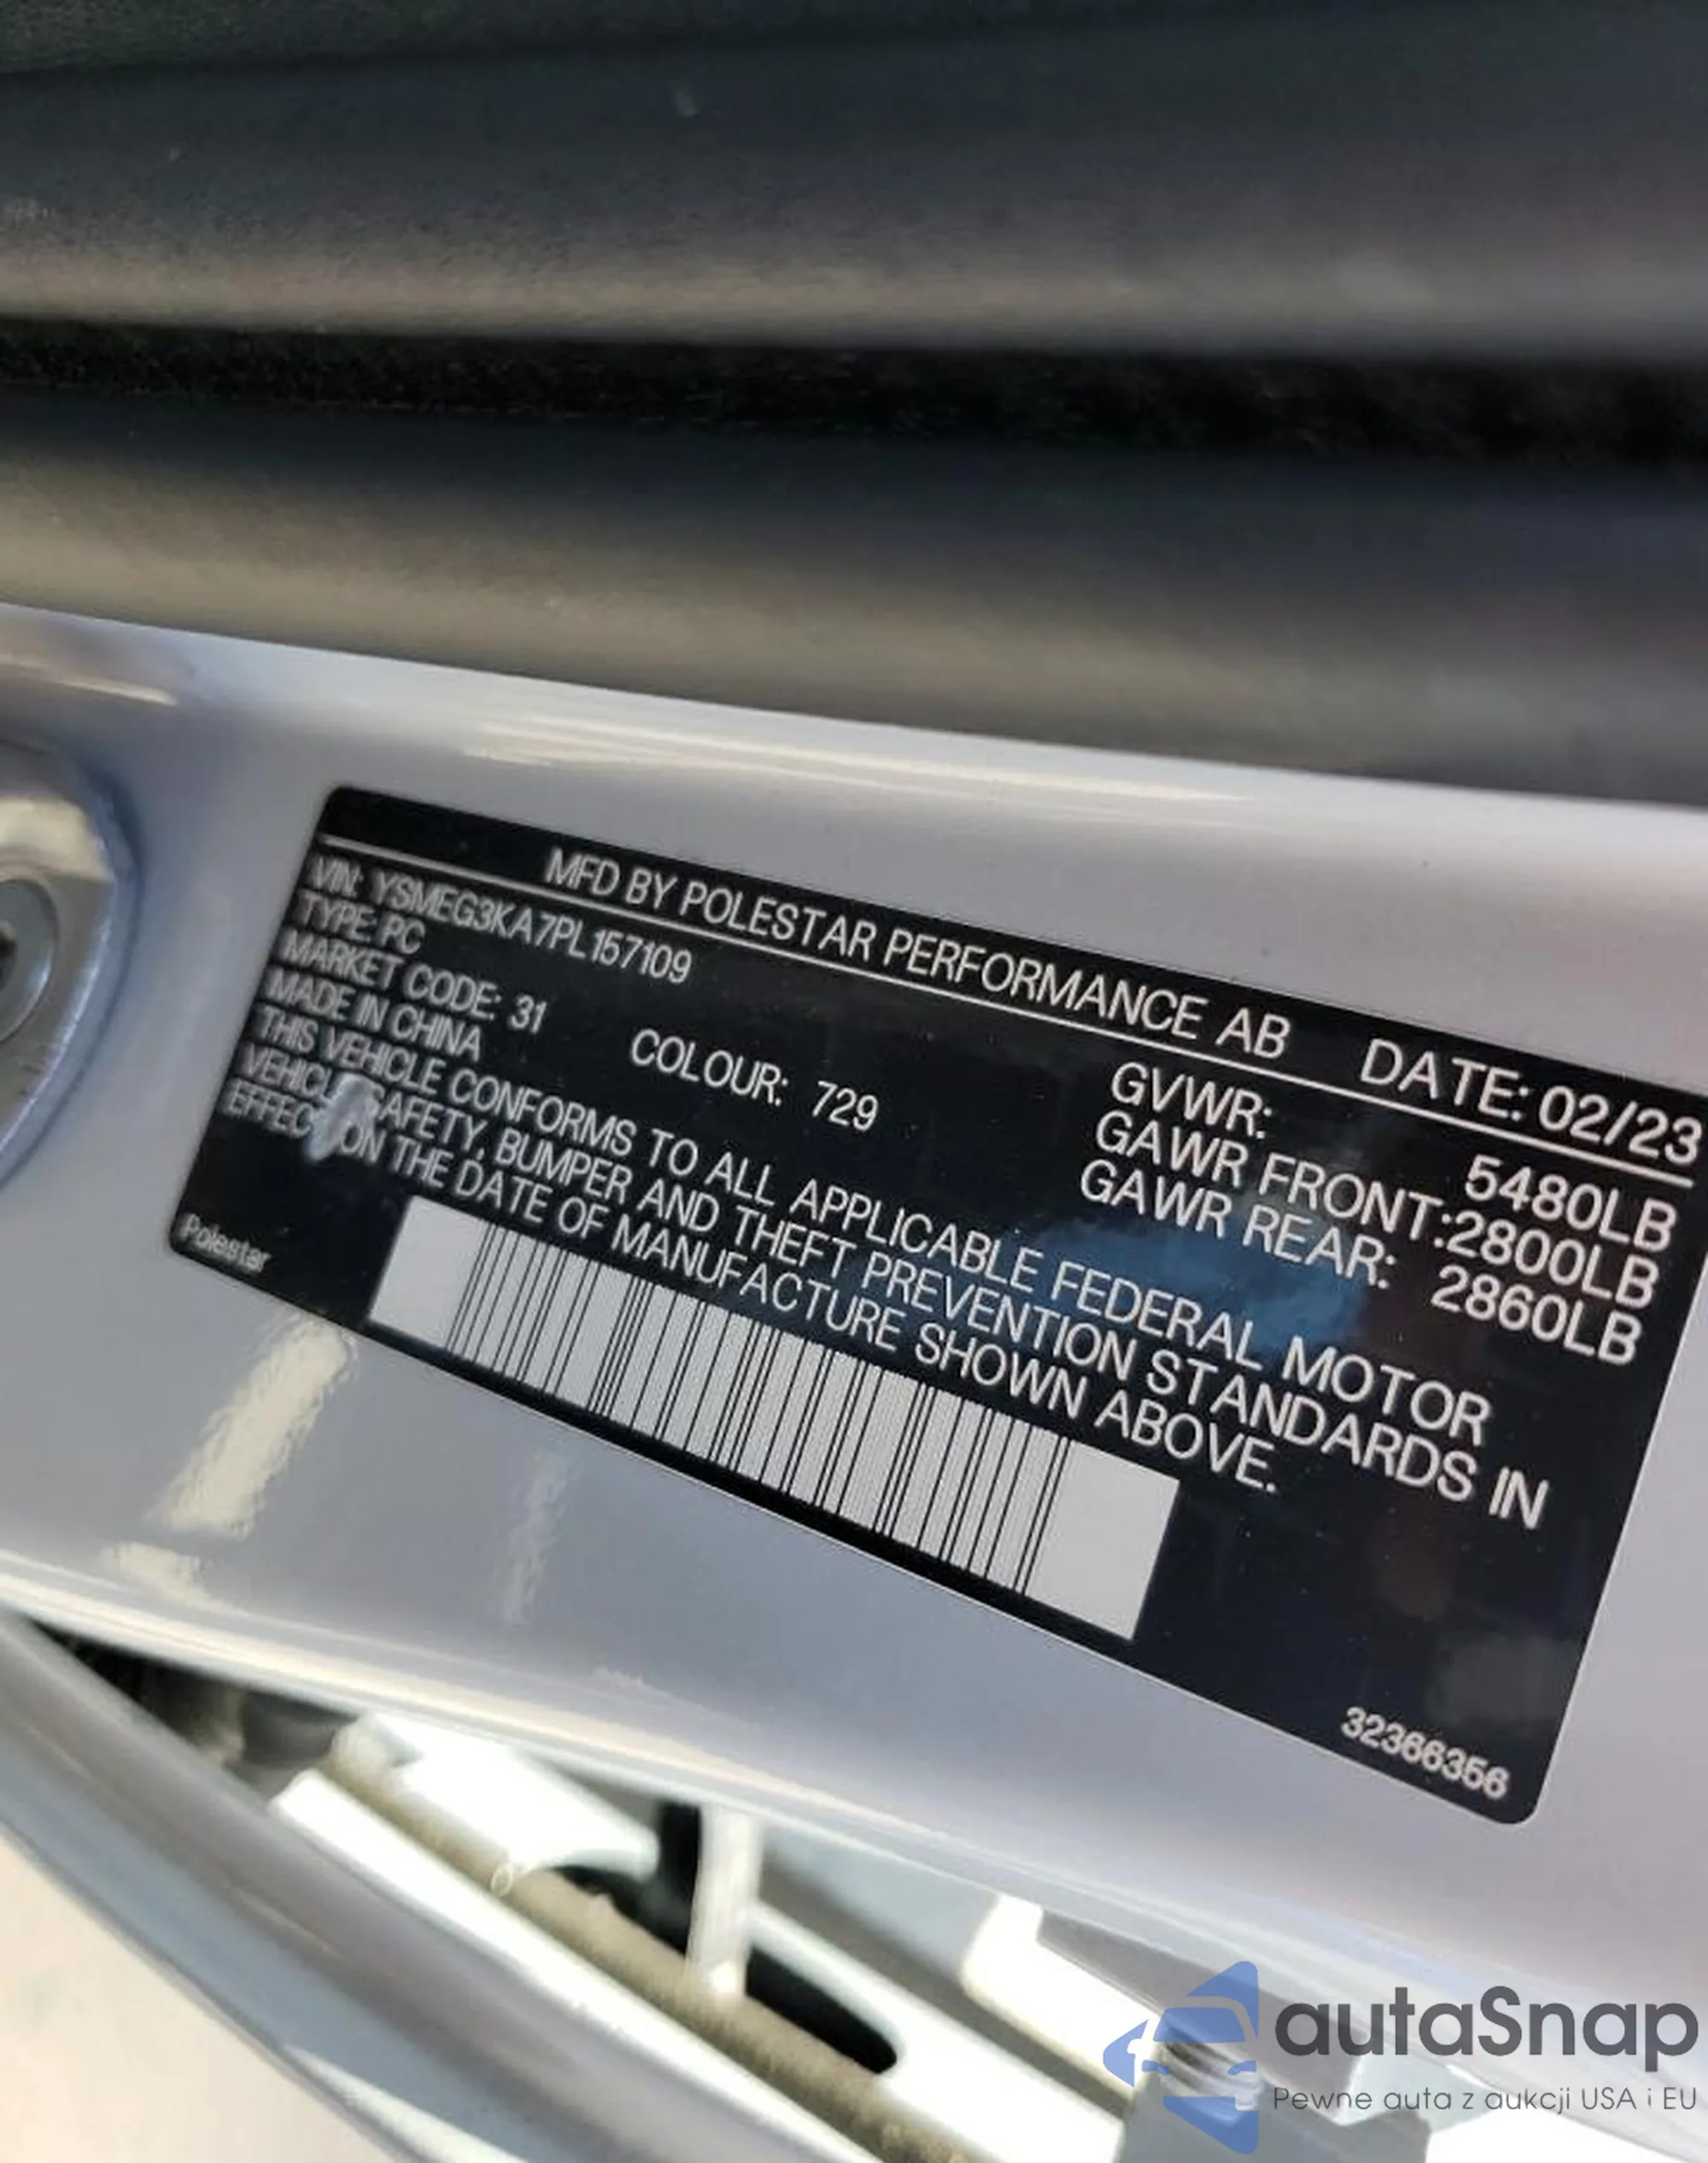 MFD BY POLESTAR PERFORMANCE AB DATE: 02/23
VIN: YSMEG3KA7PL157109
TYPE: PC
MARKET CODE: 31 COLOUR: 729
MADE IN CHINA
GVWR: 5480LB
GAWR FRONT:2800LB
GAWR REAR: 2860LB
THIS VEHICLE CONFORMS TO ALL APPLICABLE FEDERAL MOTOR
VEHICLE SAFETY, BUMPER AND THEFT PREVENTION STANDARDS IN
EFFECT ON THE DATE OF MANUFACTURE SHOWN ABOVE.
Polestar
32366356
autaSnap
Pewne auta z aukcji USA i EU